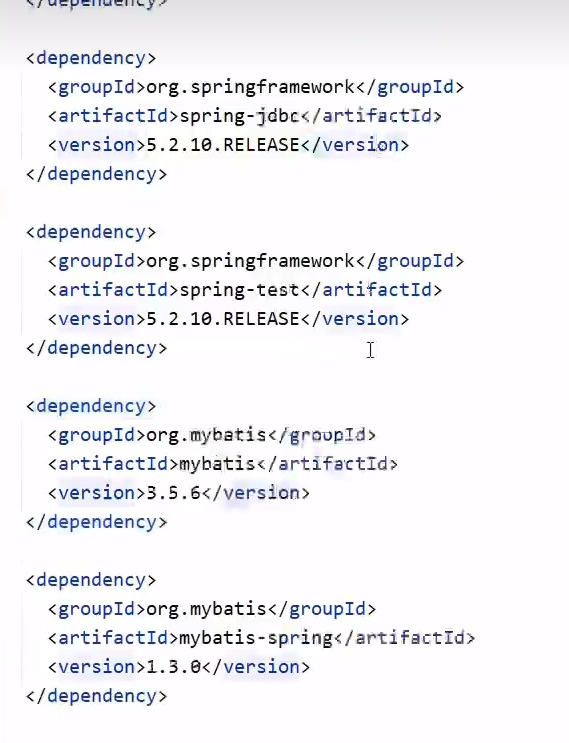 </dependency>
<dependency>
<groupId>org.springframework</groupId>
<artifactId>spring-jdbc</artifactId>
<version>5.2.10.RELEASE</version>
</dependency>
<dependency>
<groupId>org.springframework</groupId>
<artifactId>spring-test</artifactId>
<version>5.2.10.RELEASE</version>
</dependency>
<dependency>
<groupId>org.mybatis</groupId>
<artifactId>mybatis</artifactId>
<version>3.5.6</version>
</dependency>
<dependency>
<groupId>org.mybatis</groupId>
<artifactId>mybatis-spring</artifactId>
<version>1.3.0</version>
</dependency>